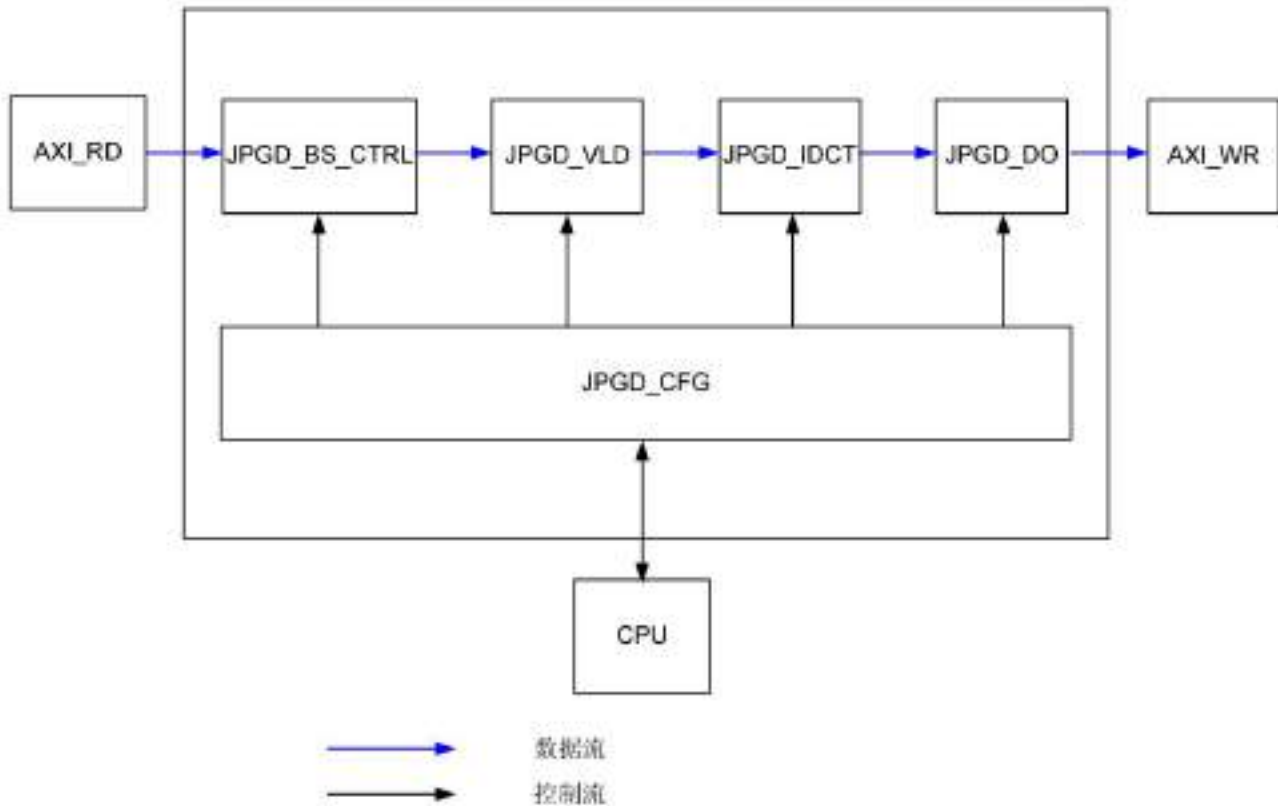 AXI_RD
JPGD_BS_CTRL
JPGD_VLD
JPGD_IDCT
JPGD_DO
AXI_WR
JPGD_CFG
CPU
数据流
控制流